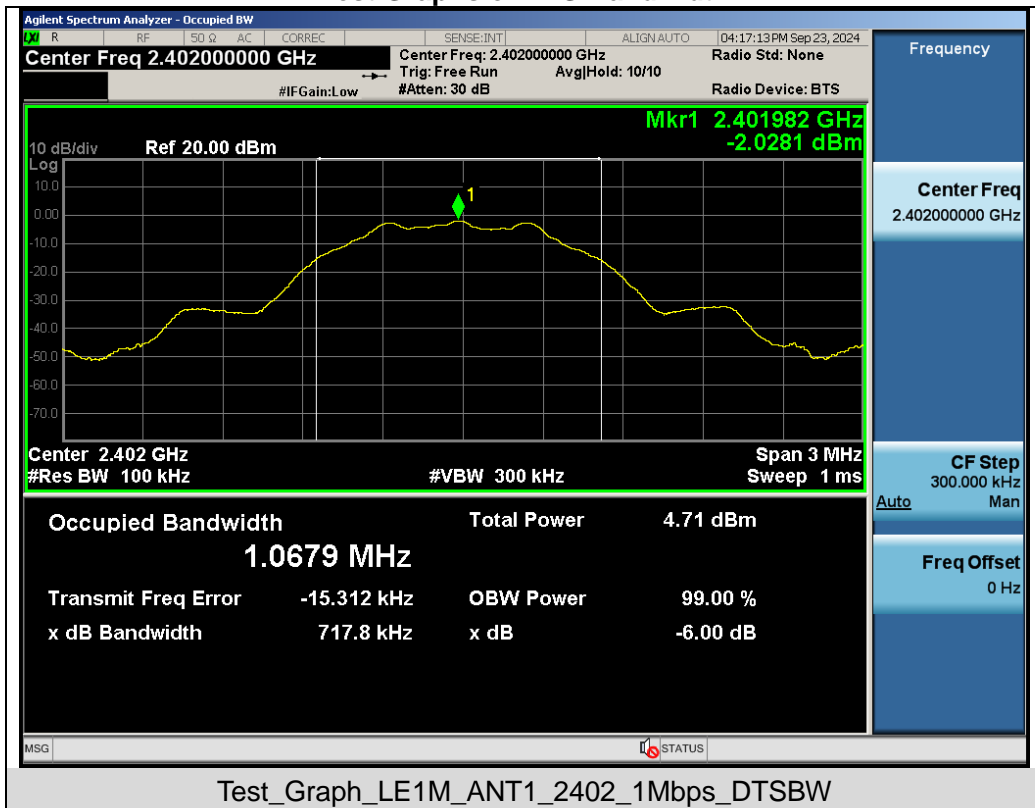 Agilent Spectrum Analyzer - Occupied BW
LXI R RF 50 Ω AC CORREC SENSE:INT ALIGN AUTO 04:17:13 PM Sep 23, 2024
Center Freq 2.402000000 GHz
Center Freq: 2.402000000 GHz
Radio Std: None
Trig: Free Run Avg|Hold: 10/10
#IFGain:Low #Atten: 30 dB Radio Device: BTS
Mkr1 2.401982 GHz
-2.0281 dBm
10 dB/div Ref 20.00 dBm
Log
10.0
1
0.00
-10.0
-20.0
-30.0
-40.0
-50.0
-60.0
-70.0
Center 2.402 GHz Span 3 MHz
#Res BW 100 kHz #VBW 300 kHz Sweep 1 ms
Occupied Bandwidth Total Power 4.71 dBm
1.0679 MHz
Transmit Freq Error -15.312 kHz OBW Power 99.00 %
x dB Bandwidth 717.8 kHz x dB -6.00 dB
MSG STATUS
Frequency
Center Freq
2.402000000 GHz
CF Step
300.000 kHz
Auto Man
Freq Offset
0 Hz
Test_Graph_LE1M_ANT1_2402_1Mbps_DTSBW